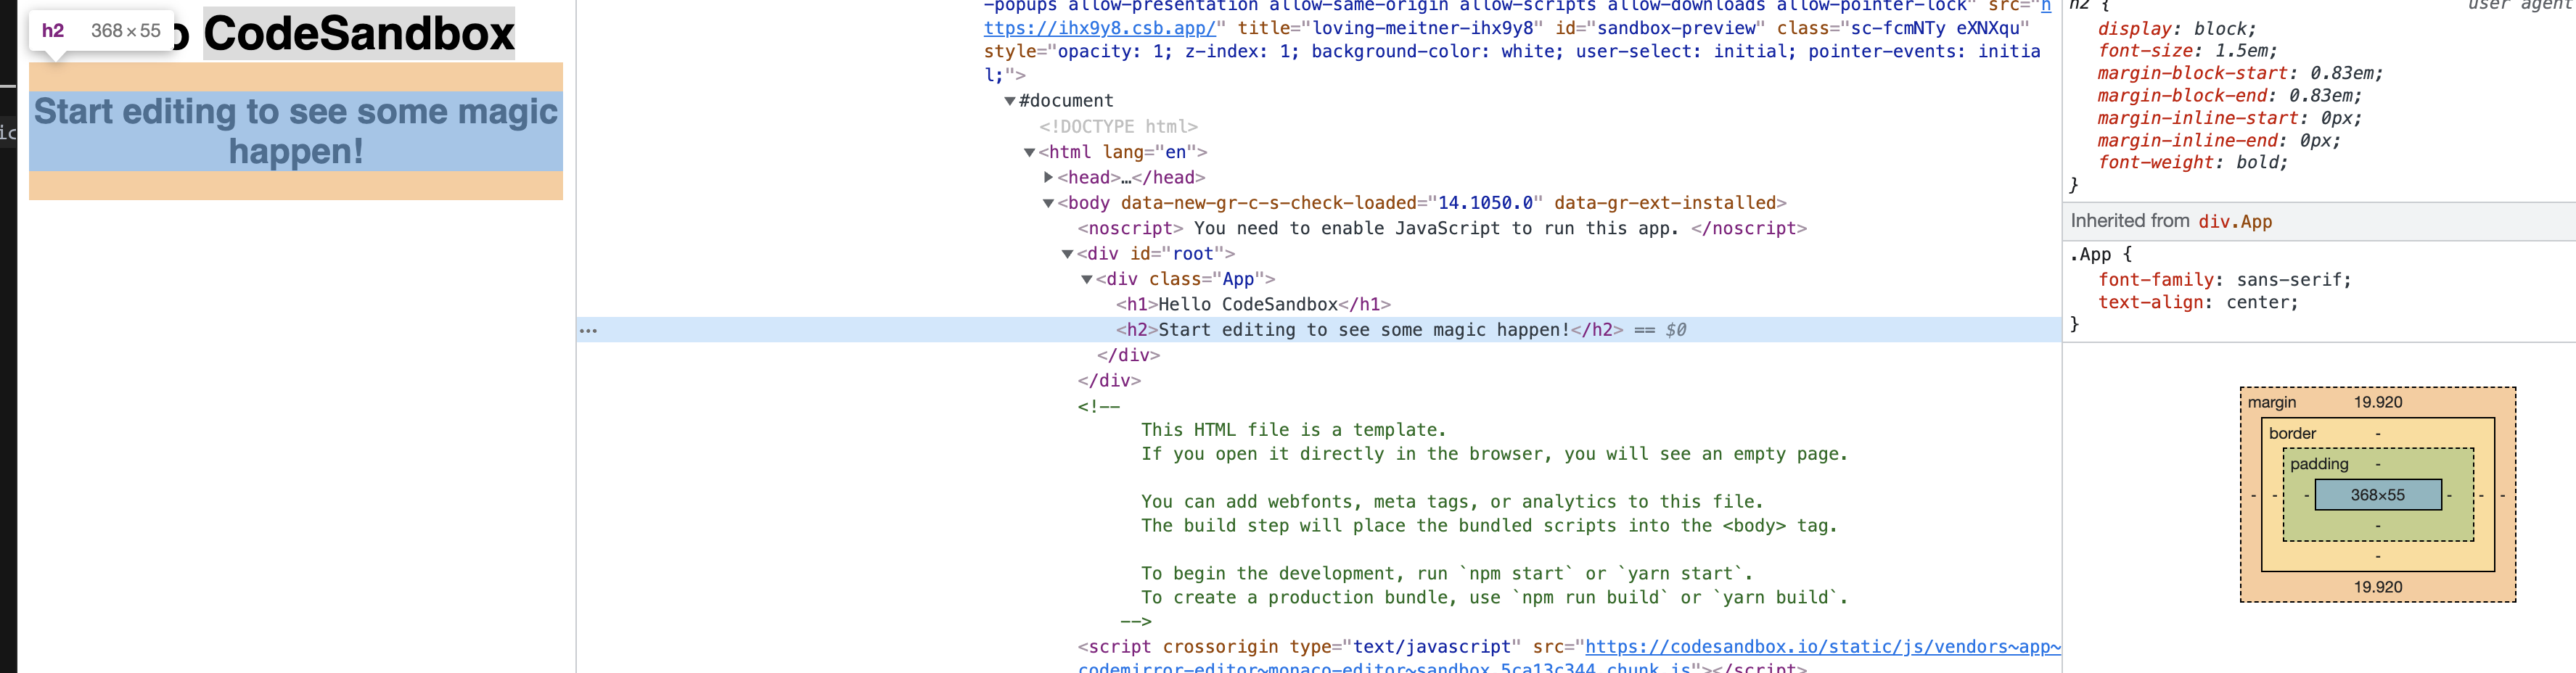 h2 368 × 55
o CodeSandbox
Start editing to see some magic
happen!
ic
-popups allow-presentation allow-same-origin allow-scripts allow-downloads allow-pointer-lock" src="h
ttps://ihx9y8.csb.app/" title="loving-meitner-ihx9y8" id="sandbox-preview" class="sc-fcmNTy eXNXqu"
style="opacity: 1; z-index: 1; background-color: white; user-select: initial; pointer-events: initia
l;">
▼#document
<!DOCTYPE html>
▼<html lang="en">
▶<head>…</head>
▼<body data-new-gr-c-s-check-loaded="14.1050.0" data-gr-ext-installed>
<noscript> You need to enable JavaScript to run this app. </noscript>
▼<div id="root">
▼<div class="App">
<h1>Hello CodeSandbox</h1>
… <h2>Start editing to see some magic happen!</h2> == $0
</div>
</div>
<!--
This HTML file is a template.
If you open it directly in the browser, you will see an empty page.
You can add webfonts, meta tags, or analytics to this file.
The build step will place the bundled scripts into the <body> tag.
To begin the development, run `npm start` or `yarn start`.
To create a production bundle, use `npm run build` or `yarn build`.
-->
<script crossorigin type="text/javascript" src="https://codesandbox.io/static/js/vendors~app~
codemirror-editor~monaco-editor~sandbox.5ca13c344.chunk.js"></script>
h2 { user agent
display: block;
font-size: 1.5em;
margin-block-start: 0.83em;
margin-block-end: 0.83em;
margin-inline-start: 0px;
margin-inline-end: 0px;
font-weight: bold;
}
Inherited from div.App
.App {
font-family: sans-serif;
text-align: center;
}
margin 19.920
border -
padding -
- - - 368×55 - - -
-
-
19.920